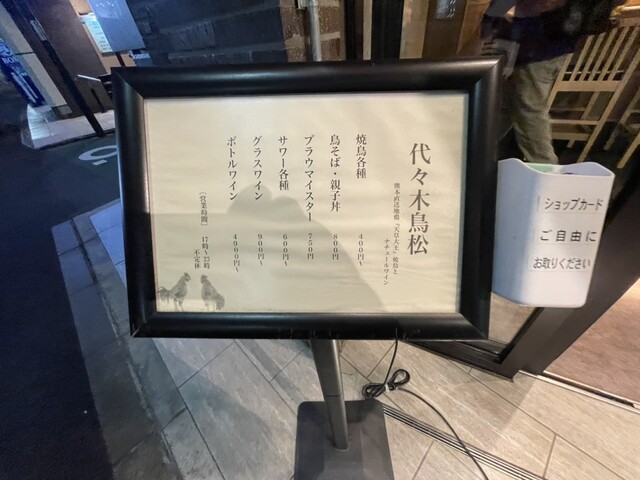 代々木鳥松
熊本直送地鶏「天草大王」焼鳥と
ナチュールワイン
焼鳥各種 400円~
鳥そば・親子丼 800円
ブラウマイスター 750円
サワー各種 600円~
グラスワイン 900円~
ボトルワイン 4900円~
[営業時間] 17時~23時
不定休
ショップカード
ご自由に
お取りください